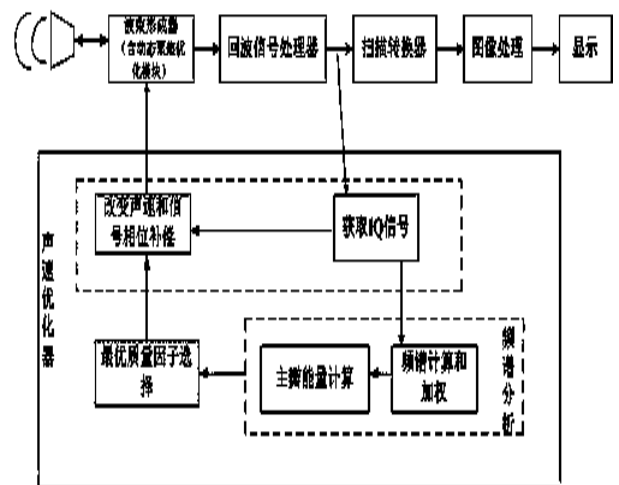 波束形成器
（含动态聚焦优
化模块）
回波信号处理器
扫描转换器
图像处理
显示
改变声速和信
号相位补偿
获取I/Q信号
声速优化器
最优质量因子选
择
主瓣能量计算
频谱计算和
加权
频谱分析